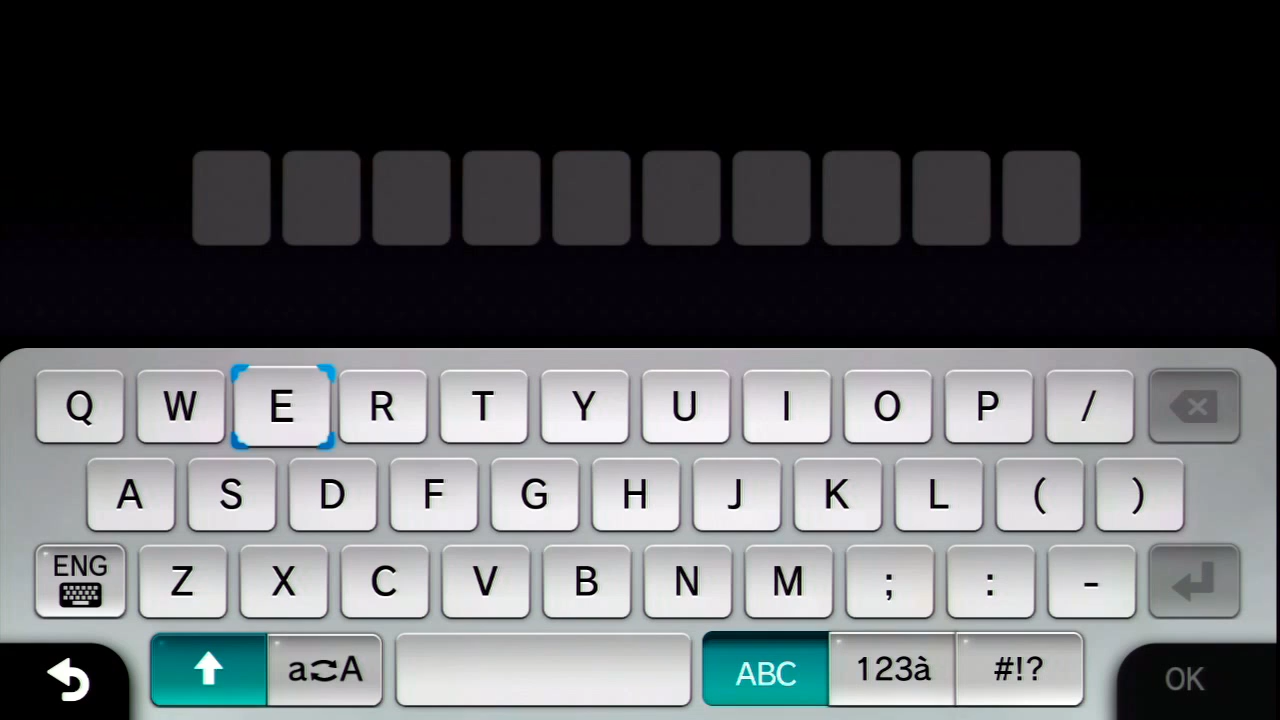 Q W E R T Y U I O P /
A S D F G H J K L ( )
ENG Z X C V B N M ; : -
a A ABC 123à #!? OK